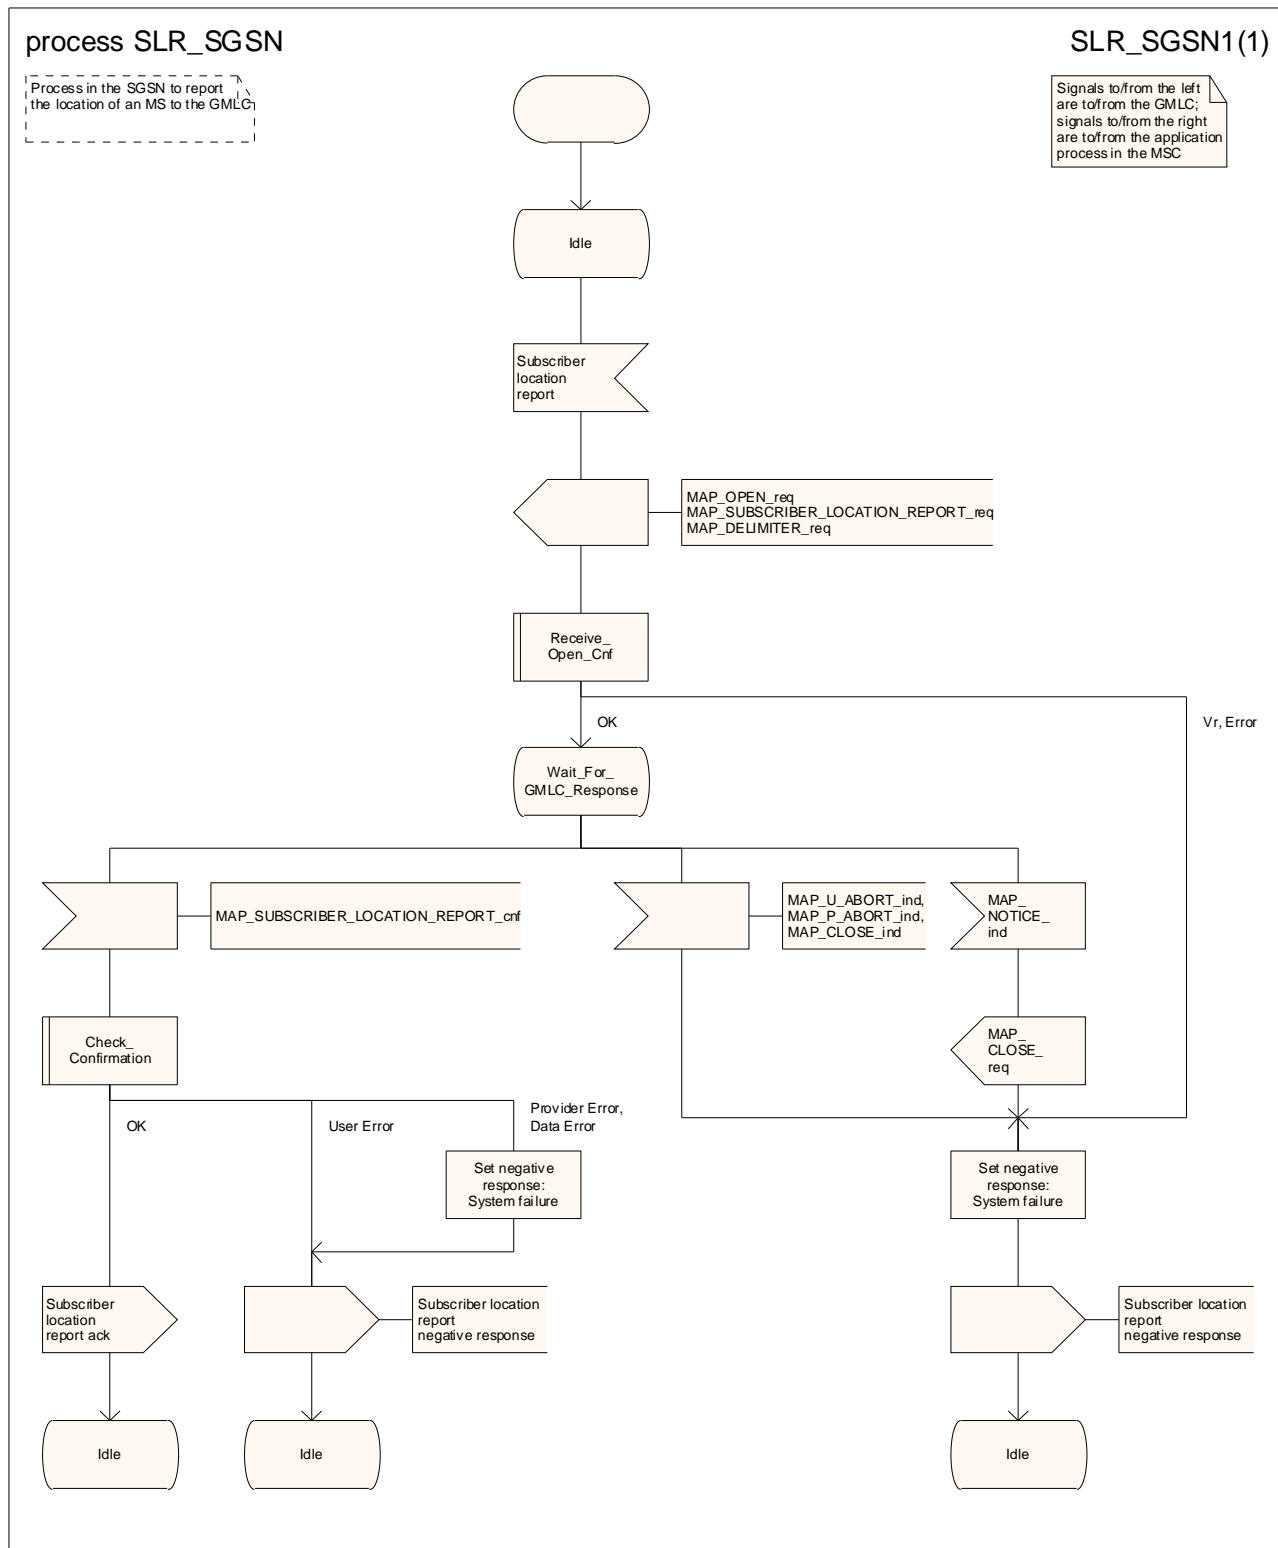 process SLR_SGSN
SLR_SGSN1(1)
Process in the SGSN to report
the location of an MS to the GMLC
Signals to/from the left
are to/from the GMLC;
signals to/from the right
are to/from the application
process in the MSC
Idle
Subscriber
location
report
MAP_OPEN_req
MAP_SUBSCRIBER_LOCATION_REPORT_req
MAP_DELIMITER_req
Receive_
Open_Cnf
OK
Vr, Error
Wait_For_
GMLC_Response
MAP_SUBSCRIBER_LOCATION_REPORT_cnf
MAP_U_ABORT_ind,
MAP_P_ABORT_ind,
MAP_CLOSE_ind
MAP_
NOTICE_
ind
Check_
Confirmation
MAP_
CLOSE_
req
OK
User Error
Provider Error,
Data Error
Set negative
response:
System failure
Set negative
response:
System failure
Subscriber
location
report ack
Subscriber location
report
negative response
Subscriber location
report
negative response
Idle
Idle
Idle